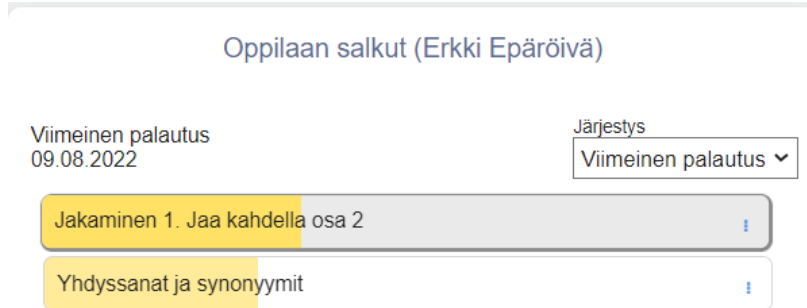 Oppilaan salkut (Erkki Epäröivä)
Viimeinen palautus
09.08.2022
Järjestys
Viimeinen palautus
Jakaminen 1. Jaa kahdella osa 2
Yhdyssanat ja synonyymit